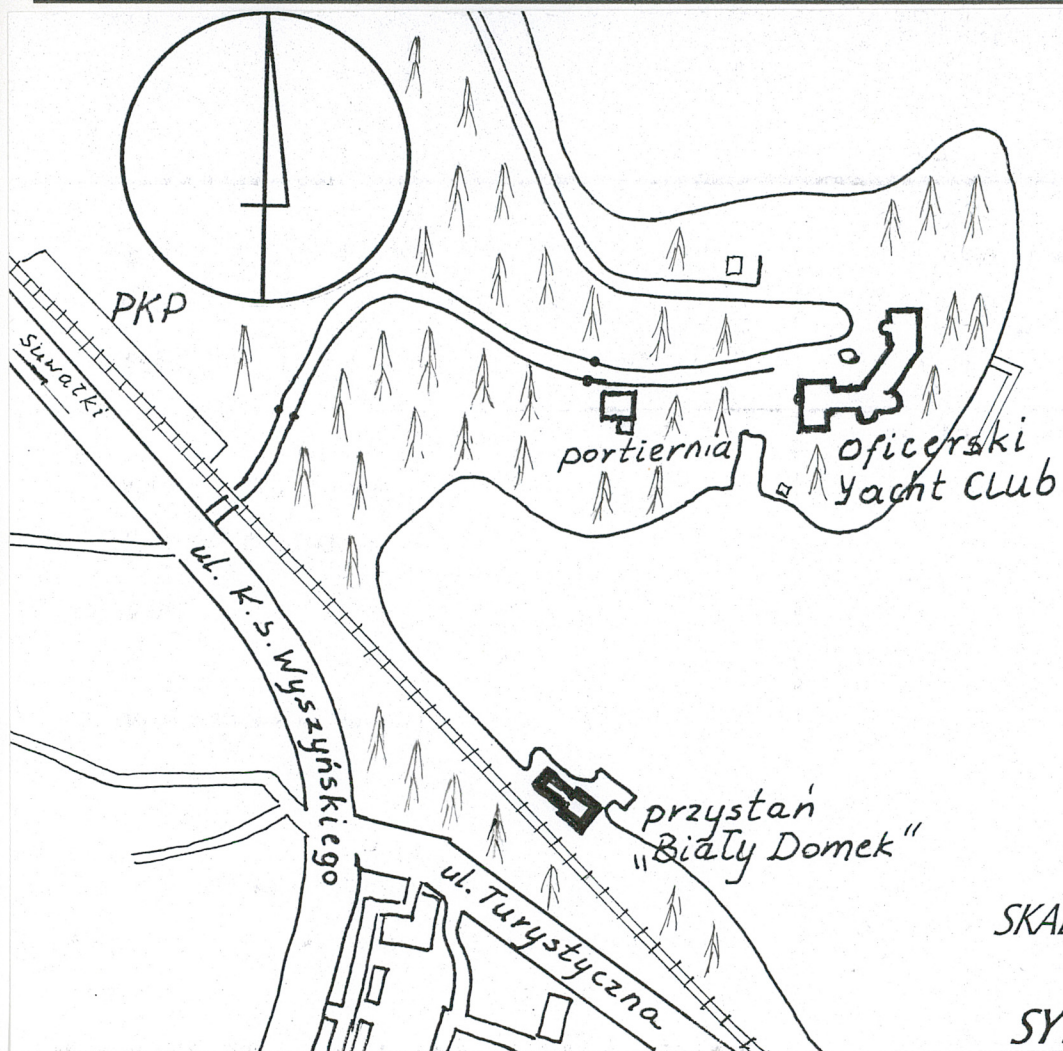 PKP
suwałki
portiernia
Oficerski
Yacht Club
ul. K.S. Wyszyńskiego
przystań
„Biały Domek”
ul. Turystyczna